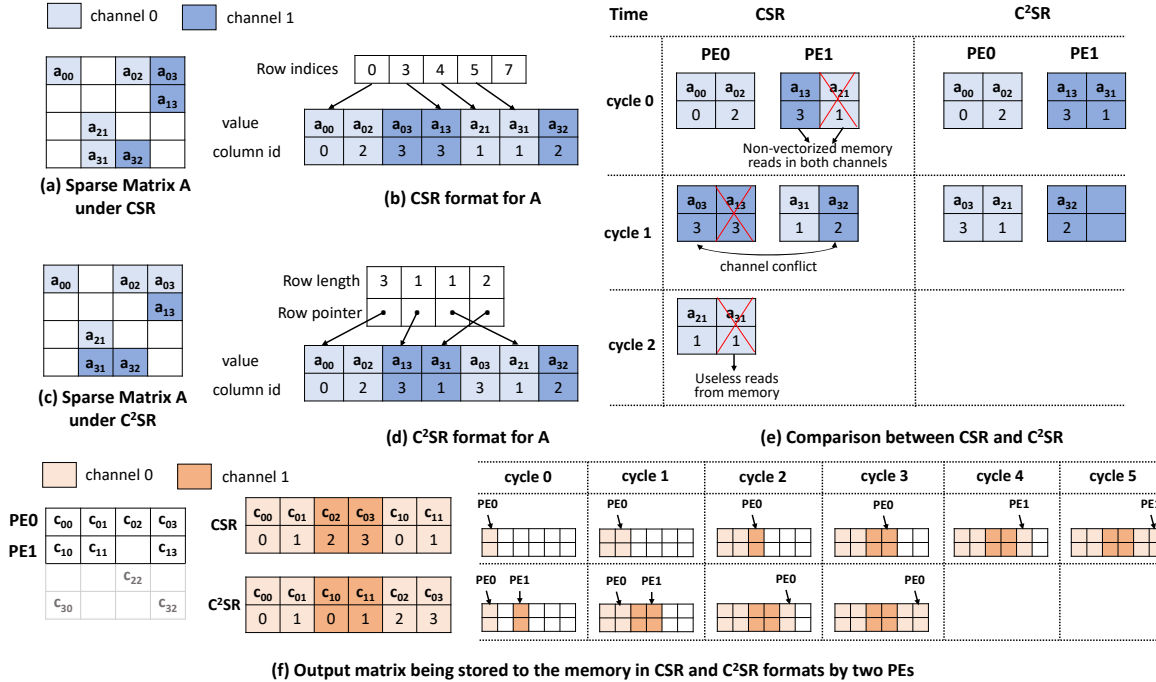 channel 0 channel 1
a00 a02 a03
a13
a21
a31 a32
(a) Sparse Matrix A
under CSR
Row indices 0 3 4 5 7
value a00 a02 a03 a13 a21 a31 a32
column id 0 2 3 3 1 1 2
(b) CSR format for A
a00 a02 a03
a13
a21
a31 a32
(c) Sparse Matrix A
under C²SR
Row length 3 1 1 2
Row pointer
value a00 a02 a13 a31 a03 a21 a32
column id 0 2 3 1 3 1 2
(d) C²SR format for A
Time CSR C²SR
PE0 PE1 PE0 PE1
cycle 0
a00 a02 a13 a21 a00 a02 a13 a31
0 2 3 1 0 2 3 1
Non-vectorized memory
reads in both channels
cycle 1
a03 a13 a31 a32 a03 a21 a32
3 3 1 2 3 1 2
channel conflict
cycle 2
a21 a31
1 1
Useless reads
from memory
(e) Comparison between CSR and C²SR
channel 0 channel 1
PE0 c00 c01 c02 c03
PE1 c10 c11 c13
c22
c30 c32
CSR c00 c01 c02 c03 c10 c11
0 1 2 3 0 1
C²SR c00 c01 c10 c11 c02 c03
0 1 0 1 2 3
cycle 0 cycle 1 cycle 2 cycle 3 cycle 4 cycle 5
PE0 PE0 PE0 PE0 PE1 PE1
PE0 PE1 PE0 PE1 PE0 PE0
(f) Output matrix being stored to the memory in CSR and C²SR formats by two PEs